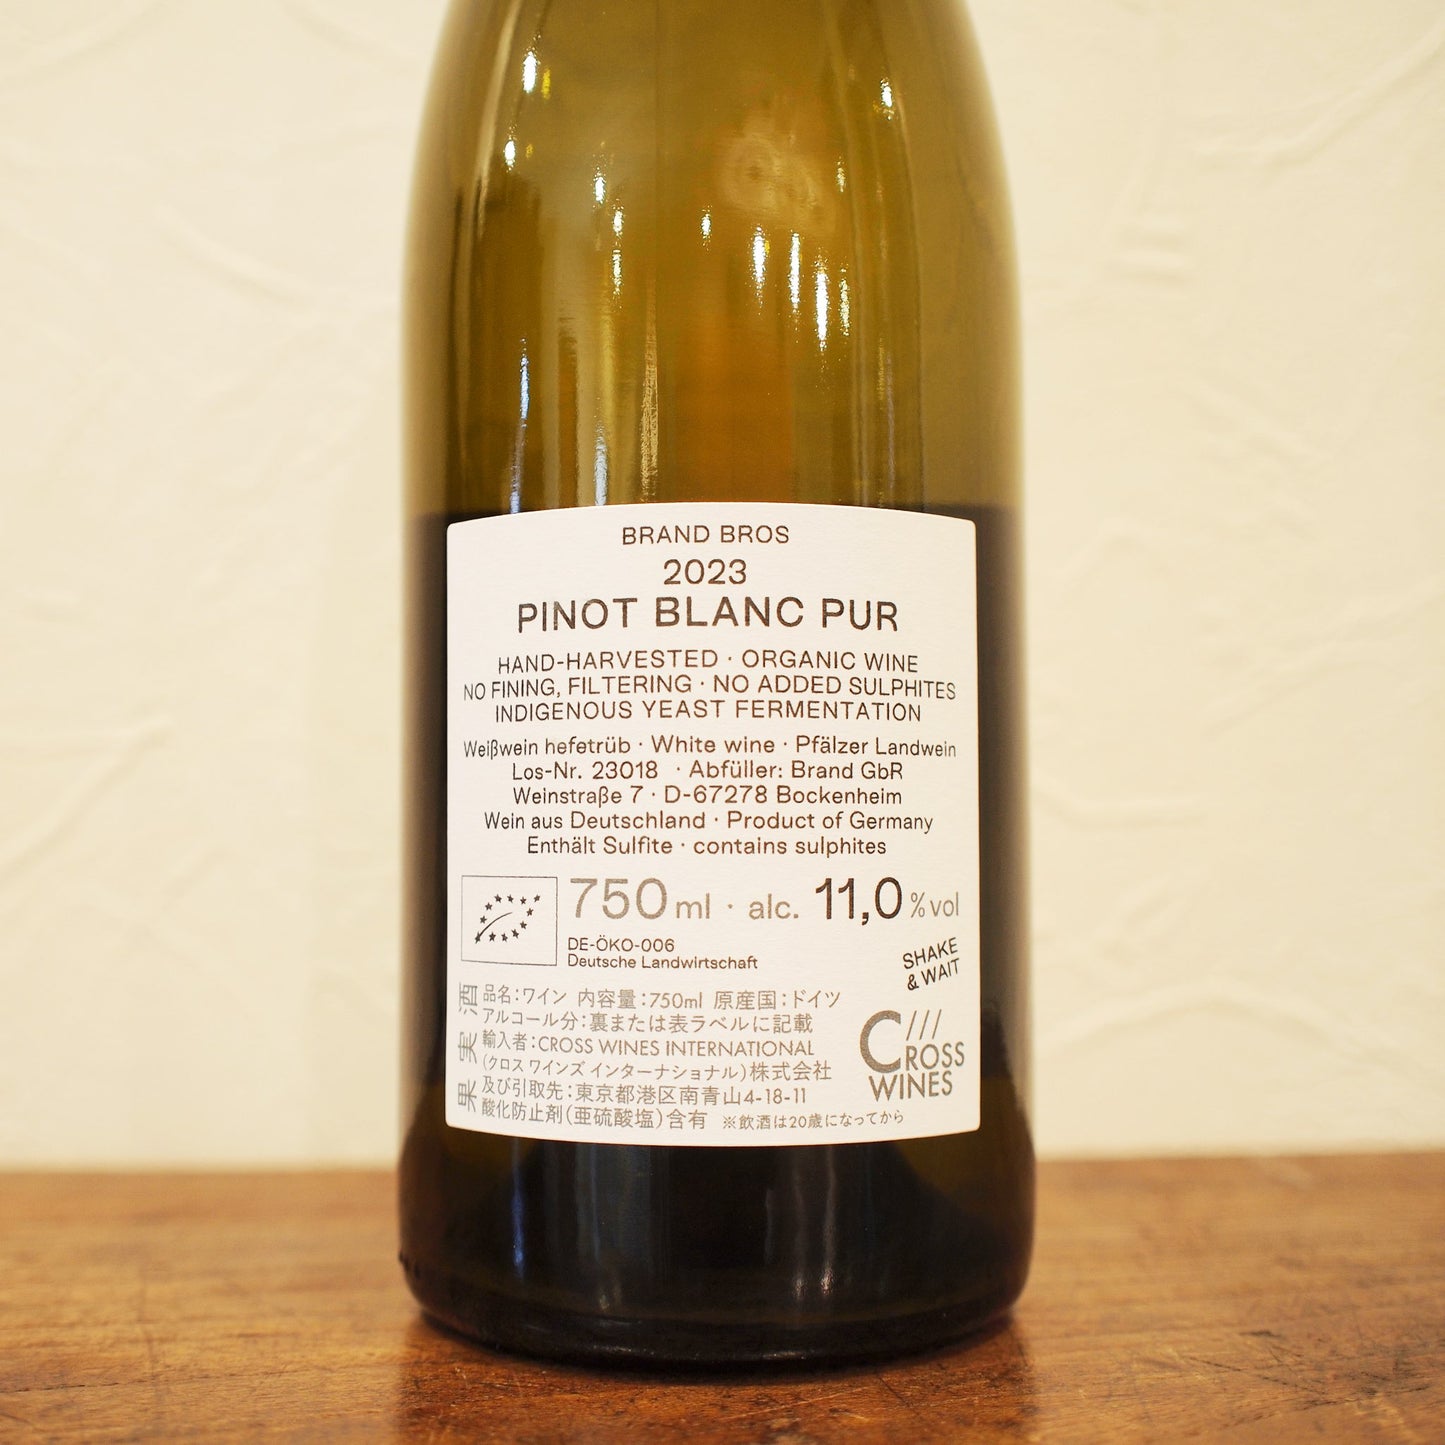 BRAND BROS
2023
PINOT BLANC PUR
HAND-HARVESTED · ORGANIC WINE
NO FINING, FILTERING · NO ADDED SULPHITES
INDIGENOUS YEAST FERMENTATION
Weißwein hefetrüb · White wine · Pfälzer Landwein
Los-Nr. 23018 · Abfüller: Brand GbR
Weinstraße 7 · D-67278 Bockenheim
Wein aus Deutschland · Product of Germany
Enthält Sulfite · contains sulphites
750 ml · alc. 11,0 % vol
DE-ÖKO-006
Deutsche Landwirtschaft
SHAKE
& WAIT
果実酒
品名:ワイン 内容量:750ml 原産国:ドイツ
アルコール分:裏または表ラベルに記載
輸入者:CROSS WINES INTERNATIONAL
(クロス ワインズ インターナショナル)株式会社
及び引取先:東京都港区南青山4-18-11
酸化防止剤(亜硫酸塩)含有 ※飲酒は20歳になってから
CROSS
WINES